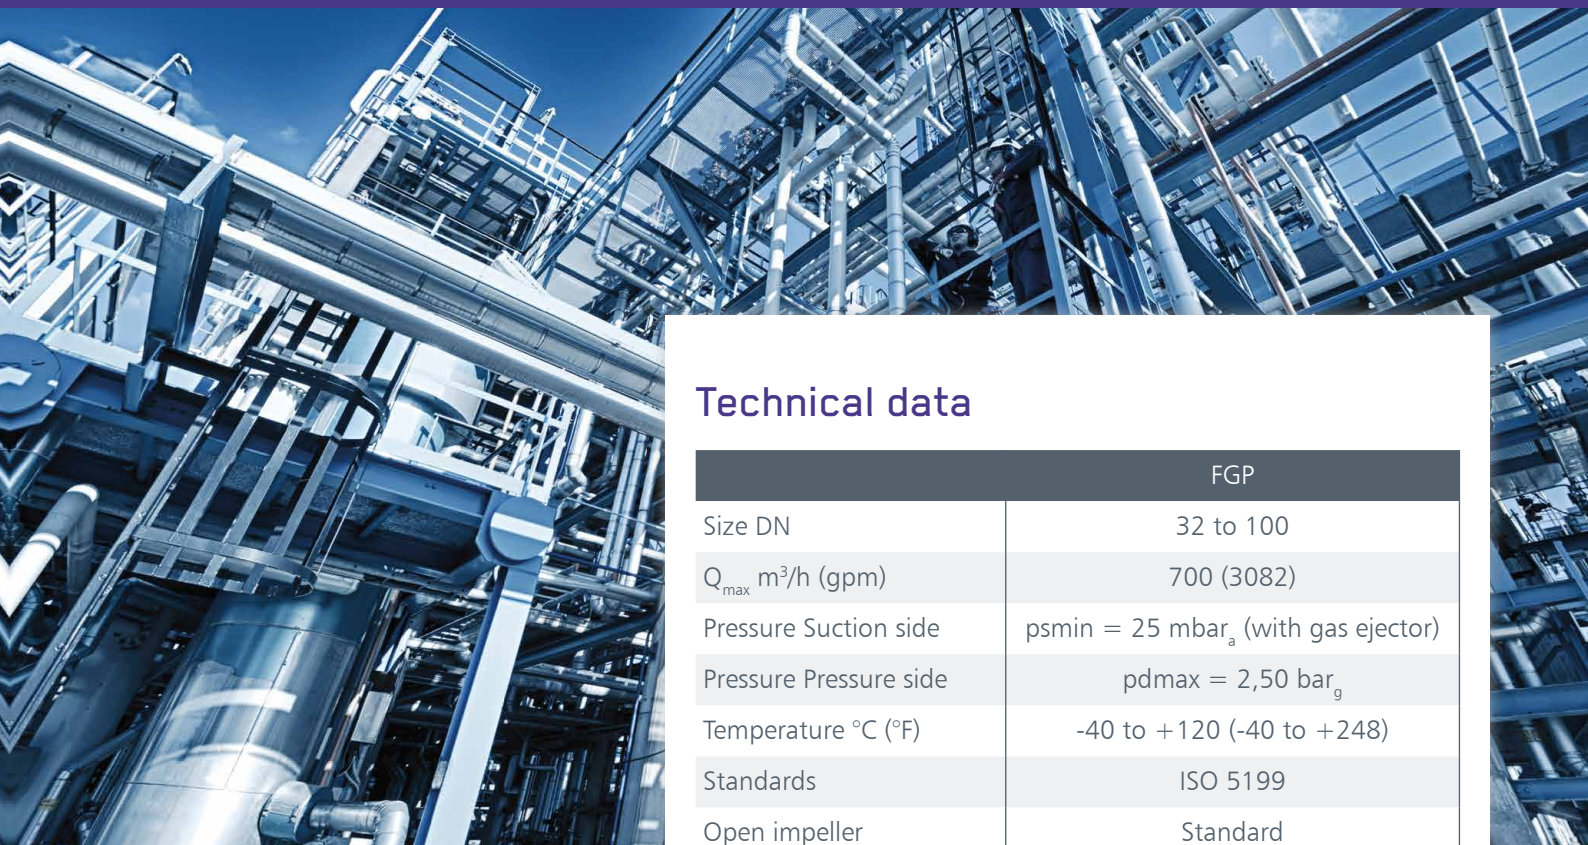 Technical data
FGP
Size DN 32 to 100
Qmax m³/h (gpm) 700 (3082)
Pressure Suction side psmin = 25 mbara (with gas ejector)
Pressure Pressure side pdmax = 2,50 barg
Temperature °C (°F) -40 to +120 (-40 to +248)
Standards ISO 5199
Open impeller Standard